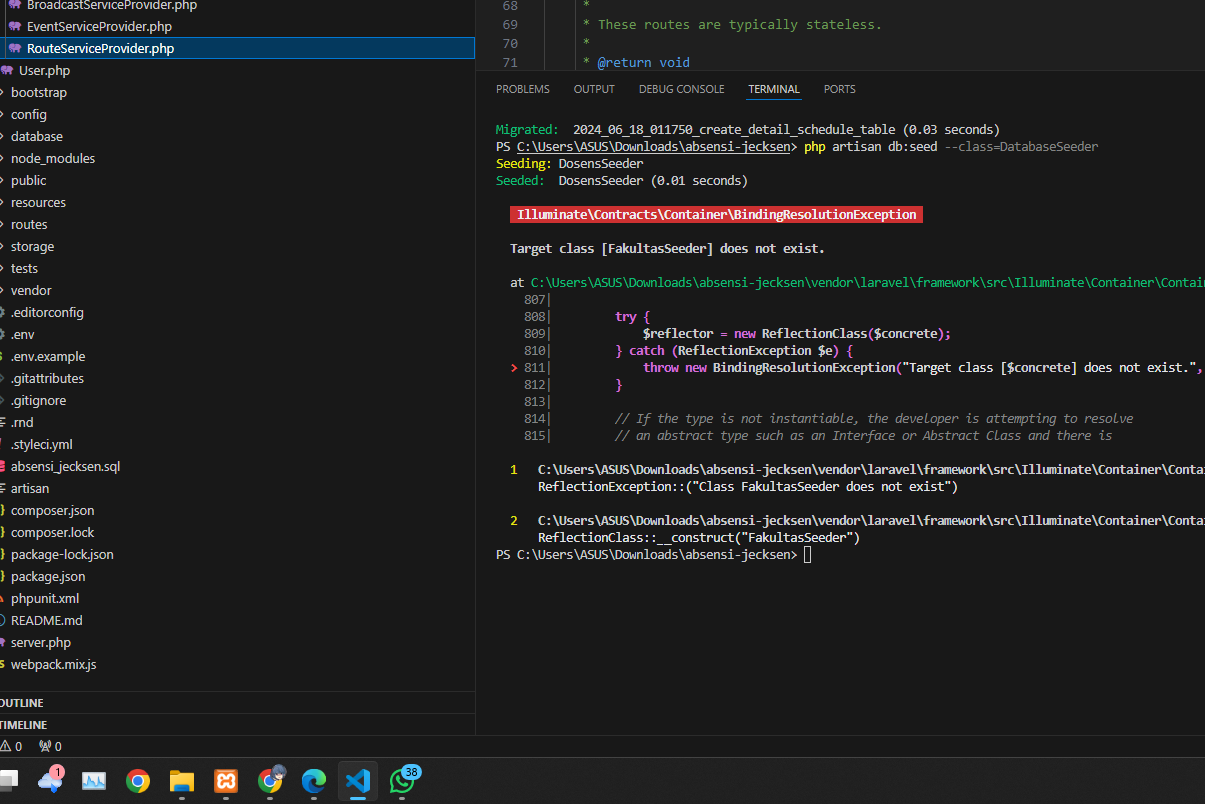 BroadcastServiceProvider.php
EventServiceProvider.php
RouteServiceProvider.php
User.php
bootstrap
config
database
node_modules
public
resources
routes
storage
tests
vendor
.editorconfig
.env
.env.example
.gitattributes
.gitignore
.rnd
.styleci.yml
absensi_jecksen.sql
artisan
composer.json
composer.lock
package-lock.json
package.json
phpunit.xml
README.md
server.php
webpack.mix.js
OUTLINE
TIMELINE
0 0
68 *
69 * These routes are typically stateless.
70 *
71 * @return void
PROBLEMS OUTPUT DEBUG CONSOLE TERMINAL PORTS
Migrated: 2024_06_18_011750_create_detail_schedule_table (0.03 seconds)
PS C:\Users\ASUS\Downloads\absensi-jecksen> php artisan db:seed --class=DatabaseSeeder
Seeding: DosensSeeder
Seeded: DosensSeeder (0.01 seconds)
Illuminate\Contracts\Container\BindingResolutionException
Target class [FakultasSeeder] does not exist.
at C:\Users\ASUS\Downloads\absensi-jecksen\vendor\laravel\framework\src\Illuminate\Container\Contai
807|
808| try {
809| $reflector = new ReflectionClass($concrete);
810| } catch (ReflectionException $e) {
> 811| throw new BindingResolutionException("Target class [$concrete] does not exist.",
812| }
813|
814| // If the type is not instantiable, the developer is attempting to resolve
815| // an abstract type such as an Interface or Abstract Class and there is
1 C:\Users\ASUS\Downloads\absensi-jecksen\vendor\laravel\framework\src\Illuminate\Container\Conta
ReflectionException::("Class FakultasSeeder does not exist")
2 C:\Users\ASUS\Downloads\absensi-jecksen\vendor\laravel\framework\src\Illuminate\Container\Conta
ReflectionClass::__construct("FakultasSeeder")
PS C:\Users\ASUS\Downloads\absensi-jecksen>
1
38